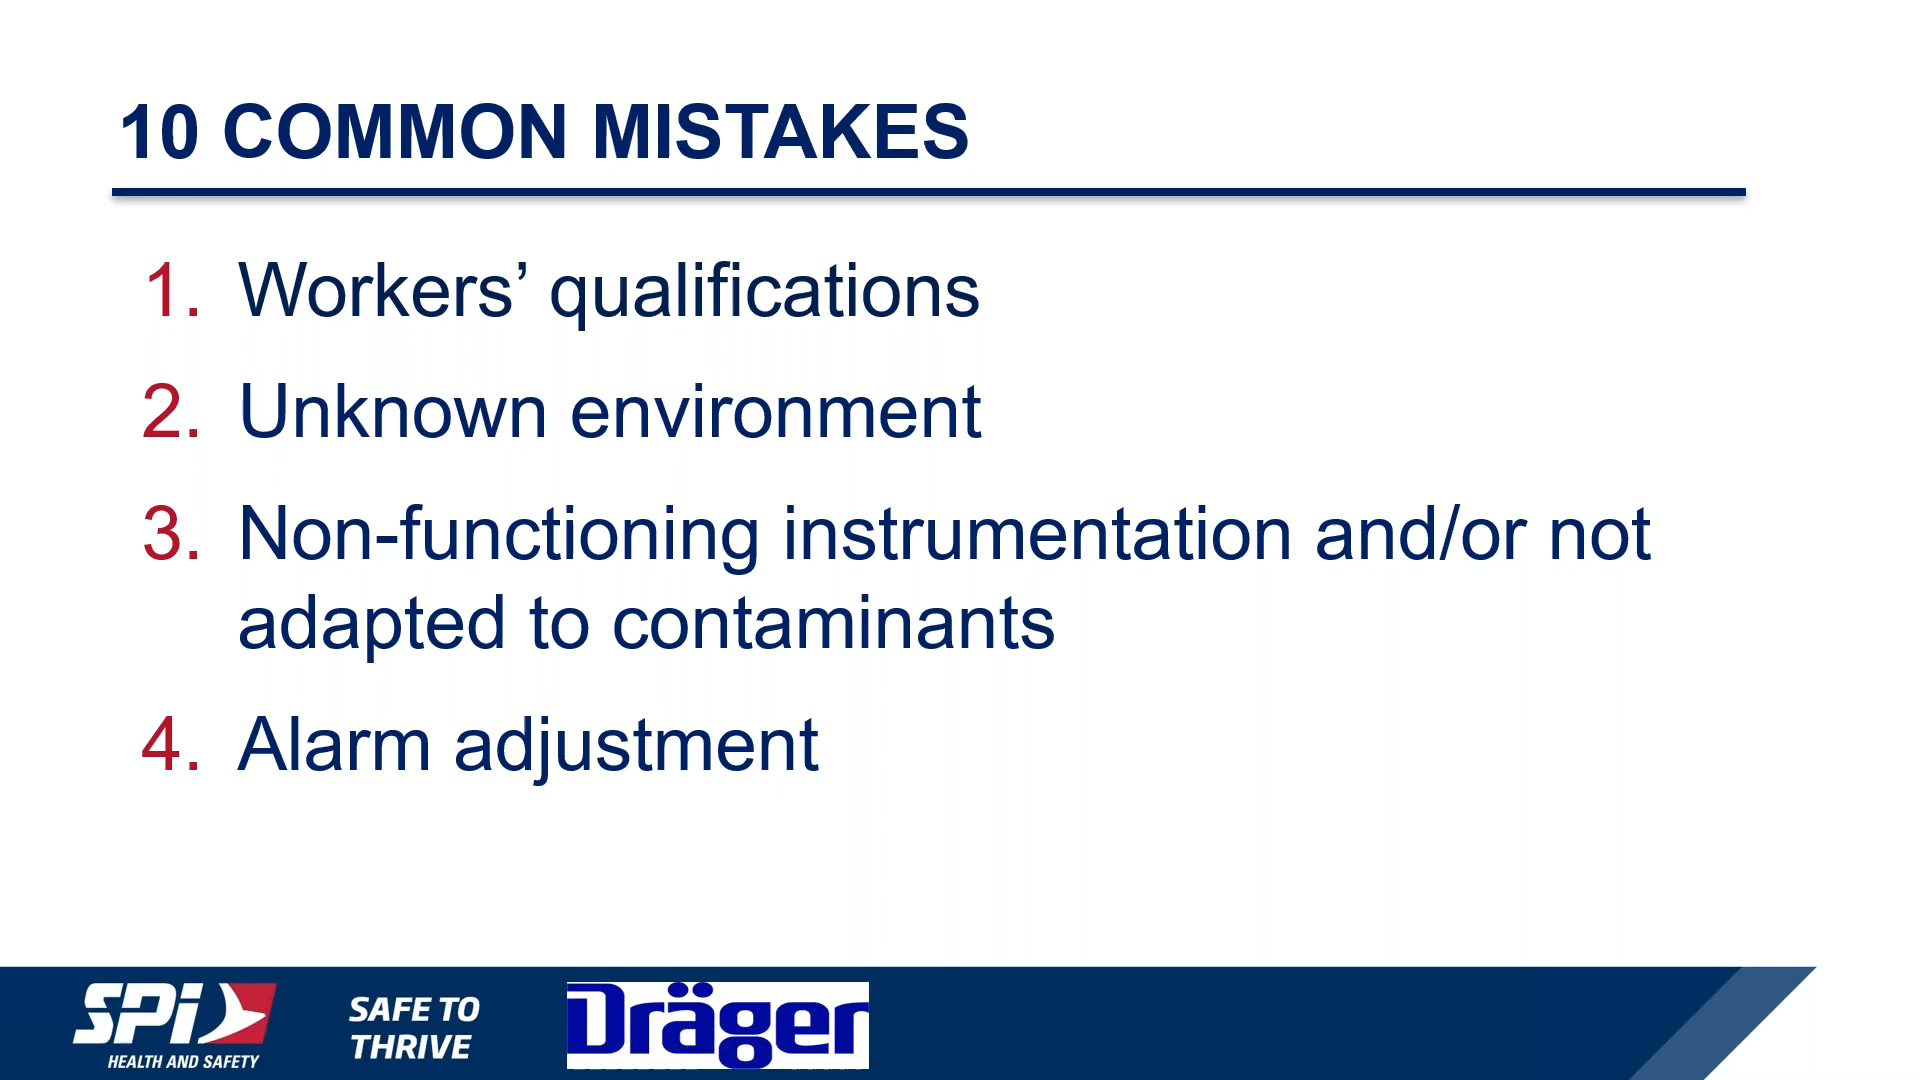 10 COMMON MISTAKES
1. Workers’ qualifications
2. Unknown environment
3. Non-functioning instrumentation and/or not
adapted to contaminants
4. Alarm adjustment
SPI
HEALTH AND SAFETY
SAFE TO
THRIVE
Dräger